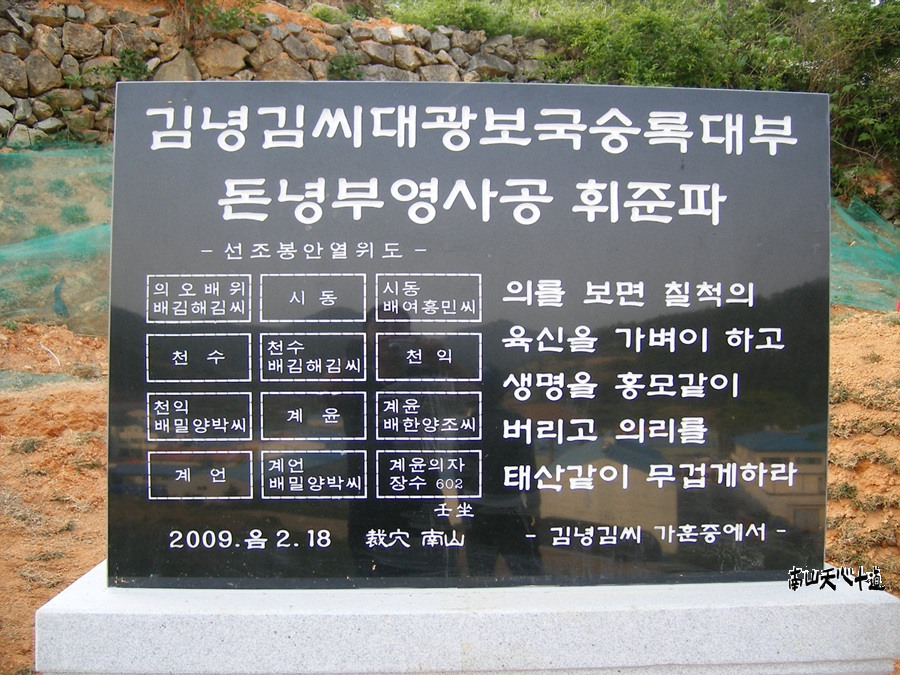 김녕김씨대광보국숭록대부
돈녕부영사공 휘준파
- 선조봉안열위도 -
의오배위
배김해김씨
시동
시동
배여흥민씨
천수
천수
배김해김씨
천익
천익
배밀양박씨
계윤
계윤
배한양조씨
계언
계언
배밀양박씨
계윤의자
장수 602
壬坐
2009. 음 2. 18
裁穴 南山
의를 보면 칠척의
육신을 가벼이 하고
생명을 홍모같이
버리고 의리를
태산같이 무겁게하라
- 김녕김씨 가훈중에서 -
南山天心十道